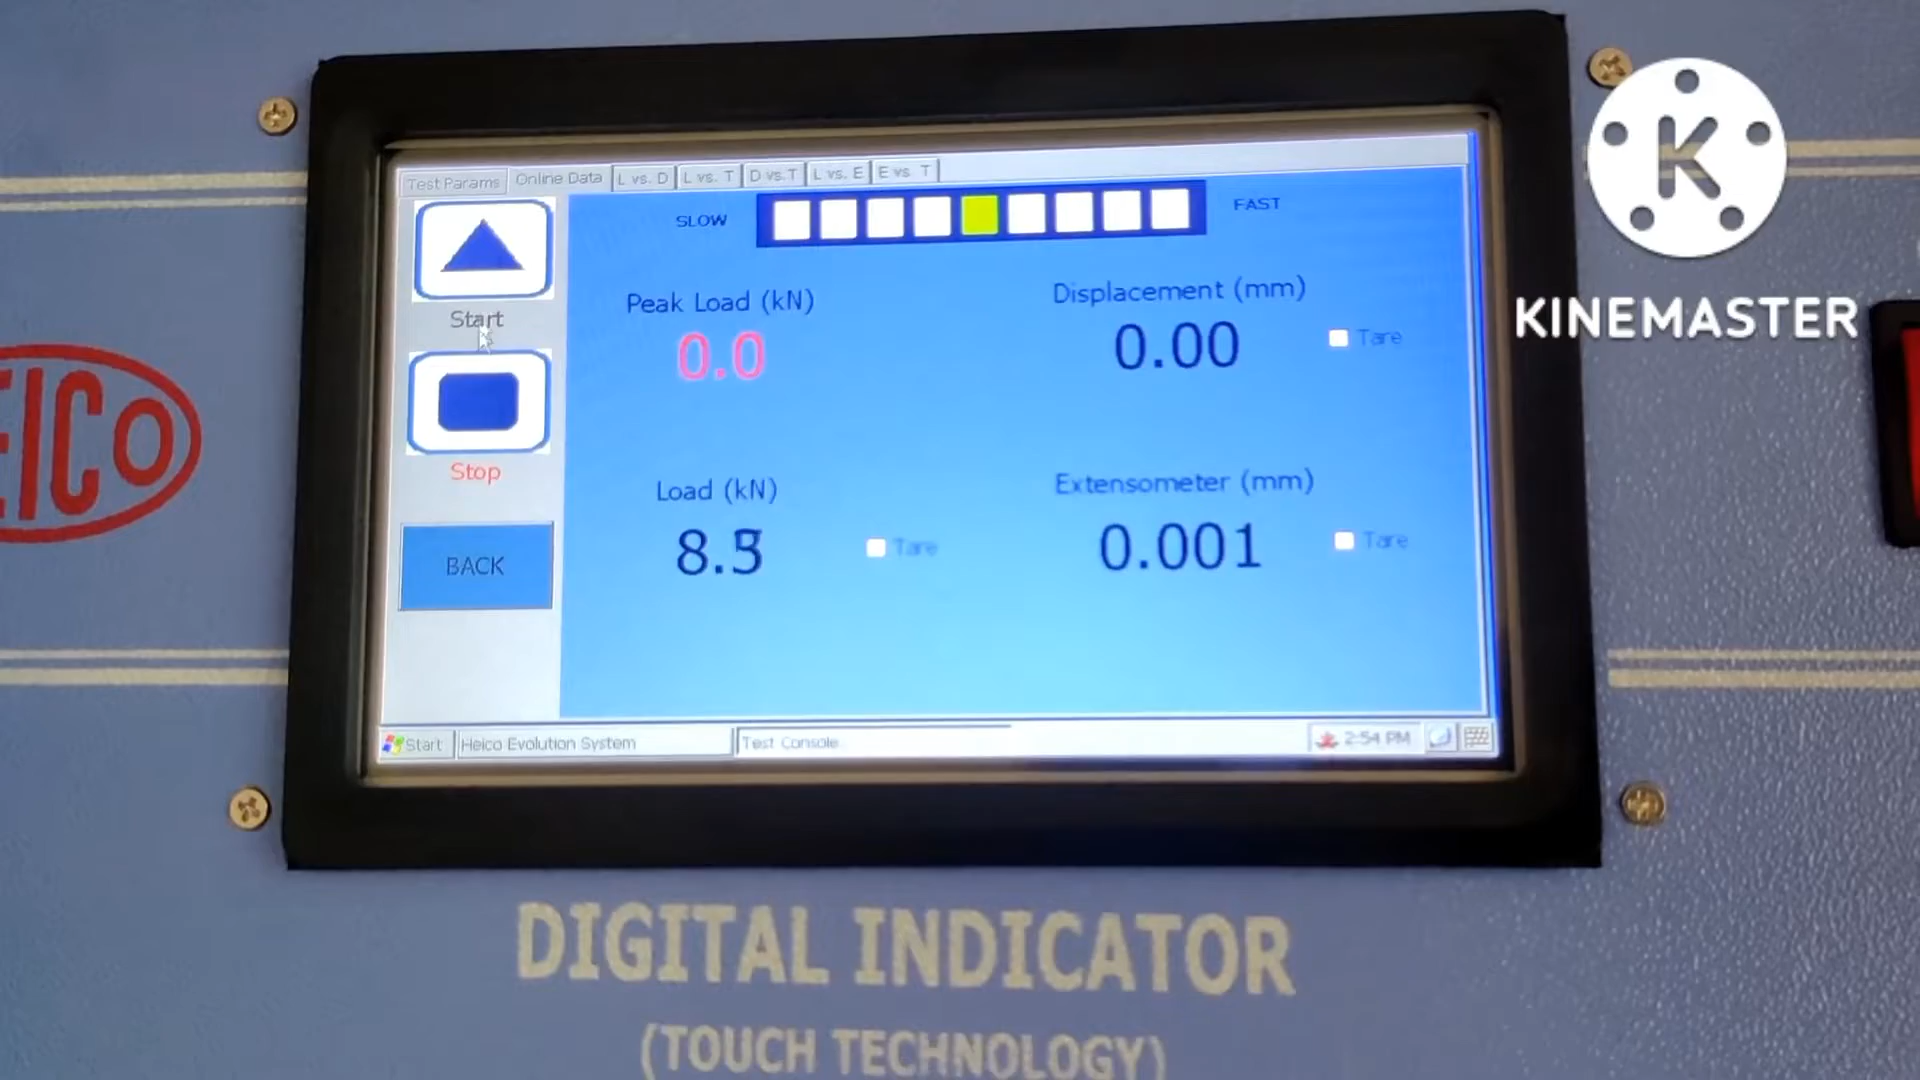 Test Params Online Data L vs. D L vs. T D vs.T L vs. E E vs. T
SLOW FAST
Start
Peak Load (kN)
0.0
Displacement (mm)
0.00
Tare
Stop
Load (kN)
Tare
Extensometer (mm)
0.001
Tare
BACK
Start Heico Evolution System Test Console 2:54 PM
EICO
DIGITAL INDICATOR
(TOUCH TECHNOLOGY)
K
KINEMASTER